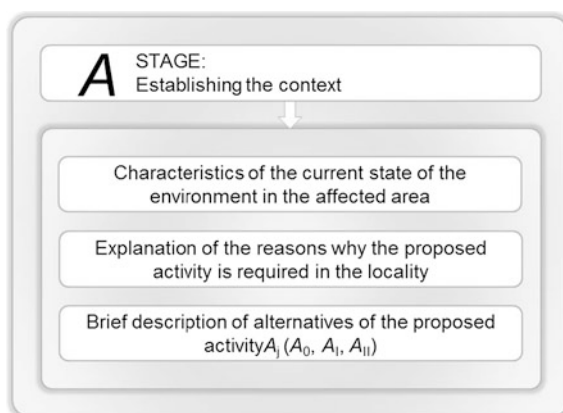 A STAGE:
Establishing the context
Characteristics of the current state of the
environment in the affected area
Explanation of the reasons why the proposed
activity is required in the locality
Brief description of alternatives of the proposed
activityAj (A0, AI, AII)